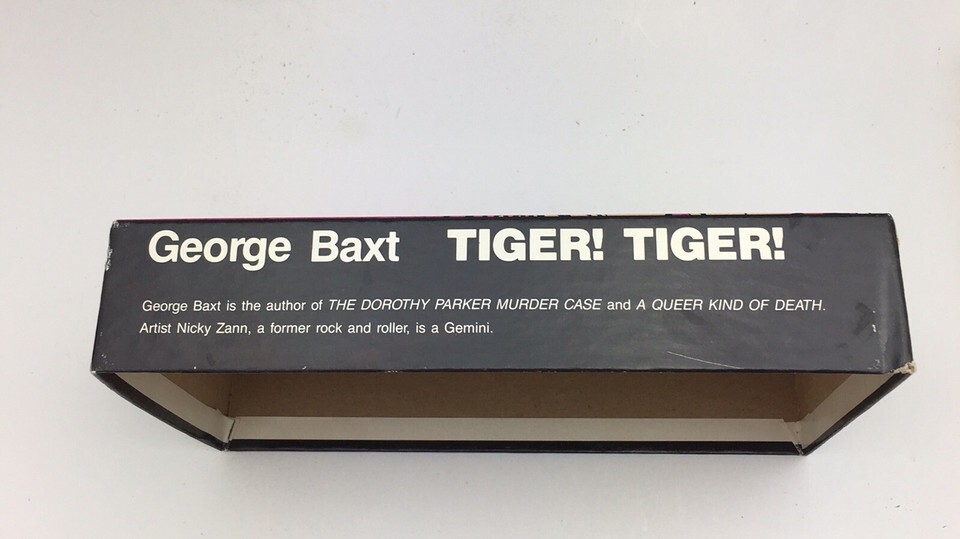 George Baxt TIGER! TIGER!
George Baxt is the author of THE DOROTHY PARKER MURDER CASE and A QUEER KIND OF DEATH.
Artist Nicky Zann, a former rock and roller, is a Gemini.